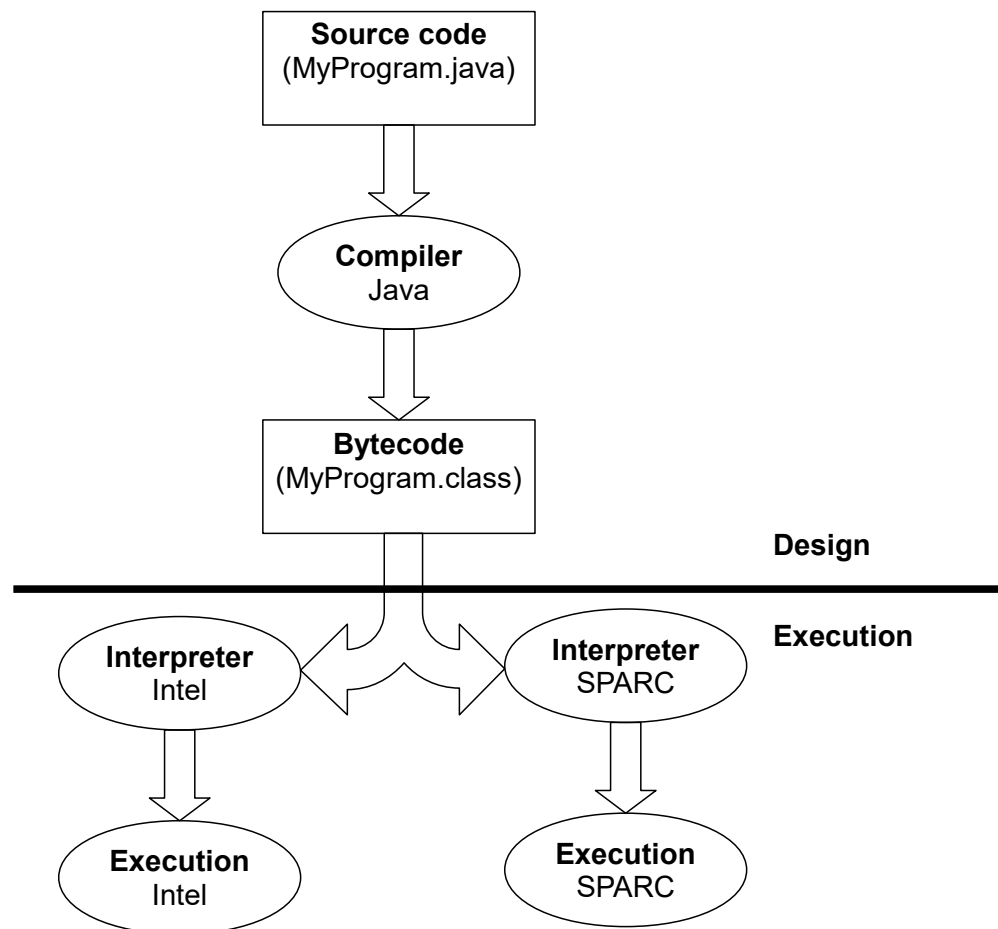 Source code
(MyProgram.java)
Compiler
Java
Bytecode
(MyProgram.class)
Design
Execution
Interpreter
Intel
Interpreter
SPARC
Execution
Intel
Execution
SPARC